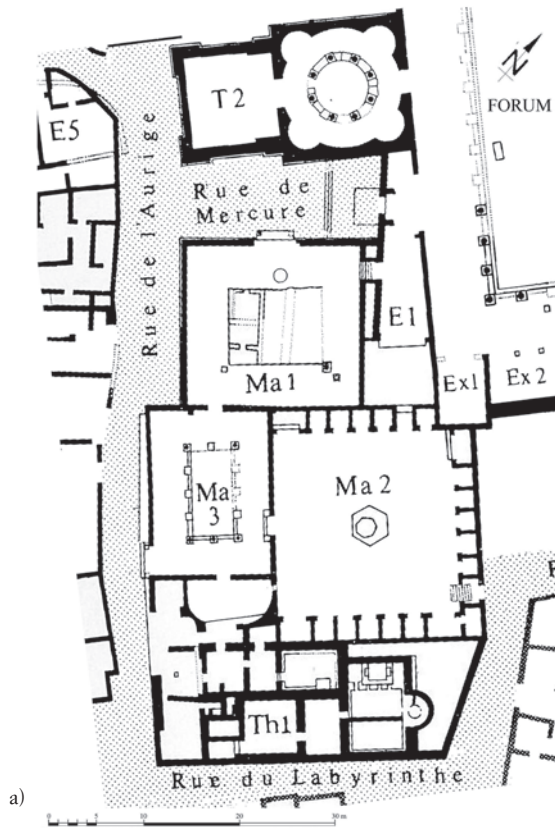 FORUM
T 2
E5
Rue de
Mercure
Rue de l'Aurige
E1
Ma 1
Ex1
Ex 2
Ma
3
Ma 2
Th1
Rue du Labyrinthe
a)
0 10 20 30 m